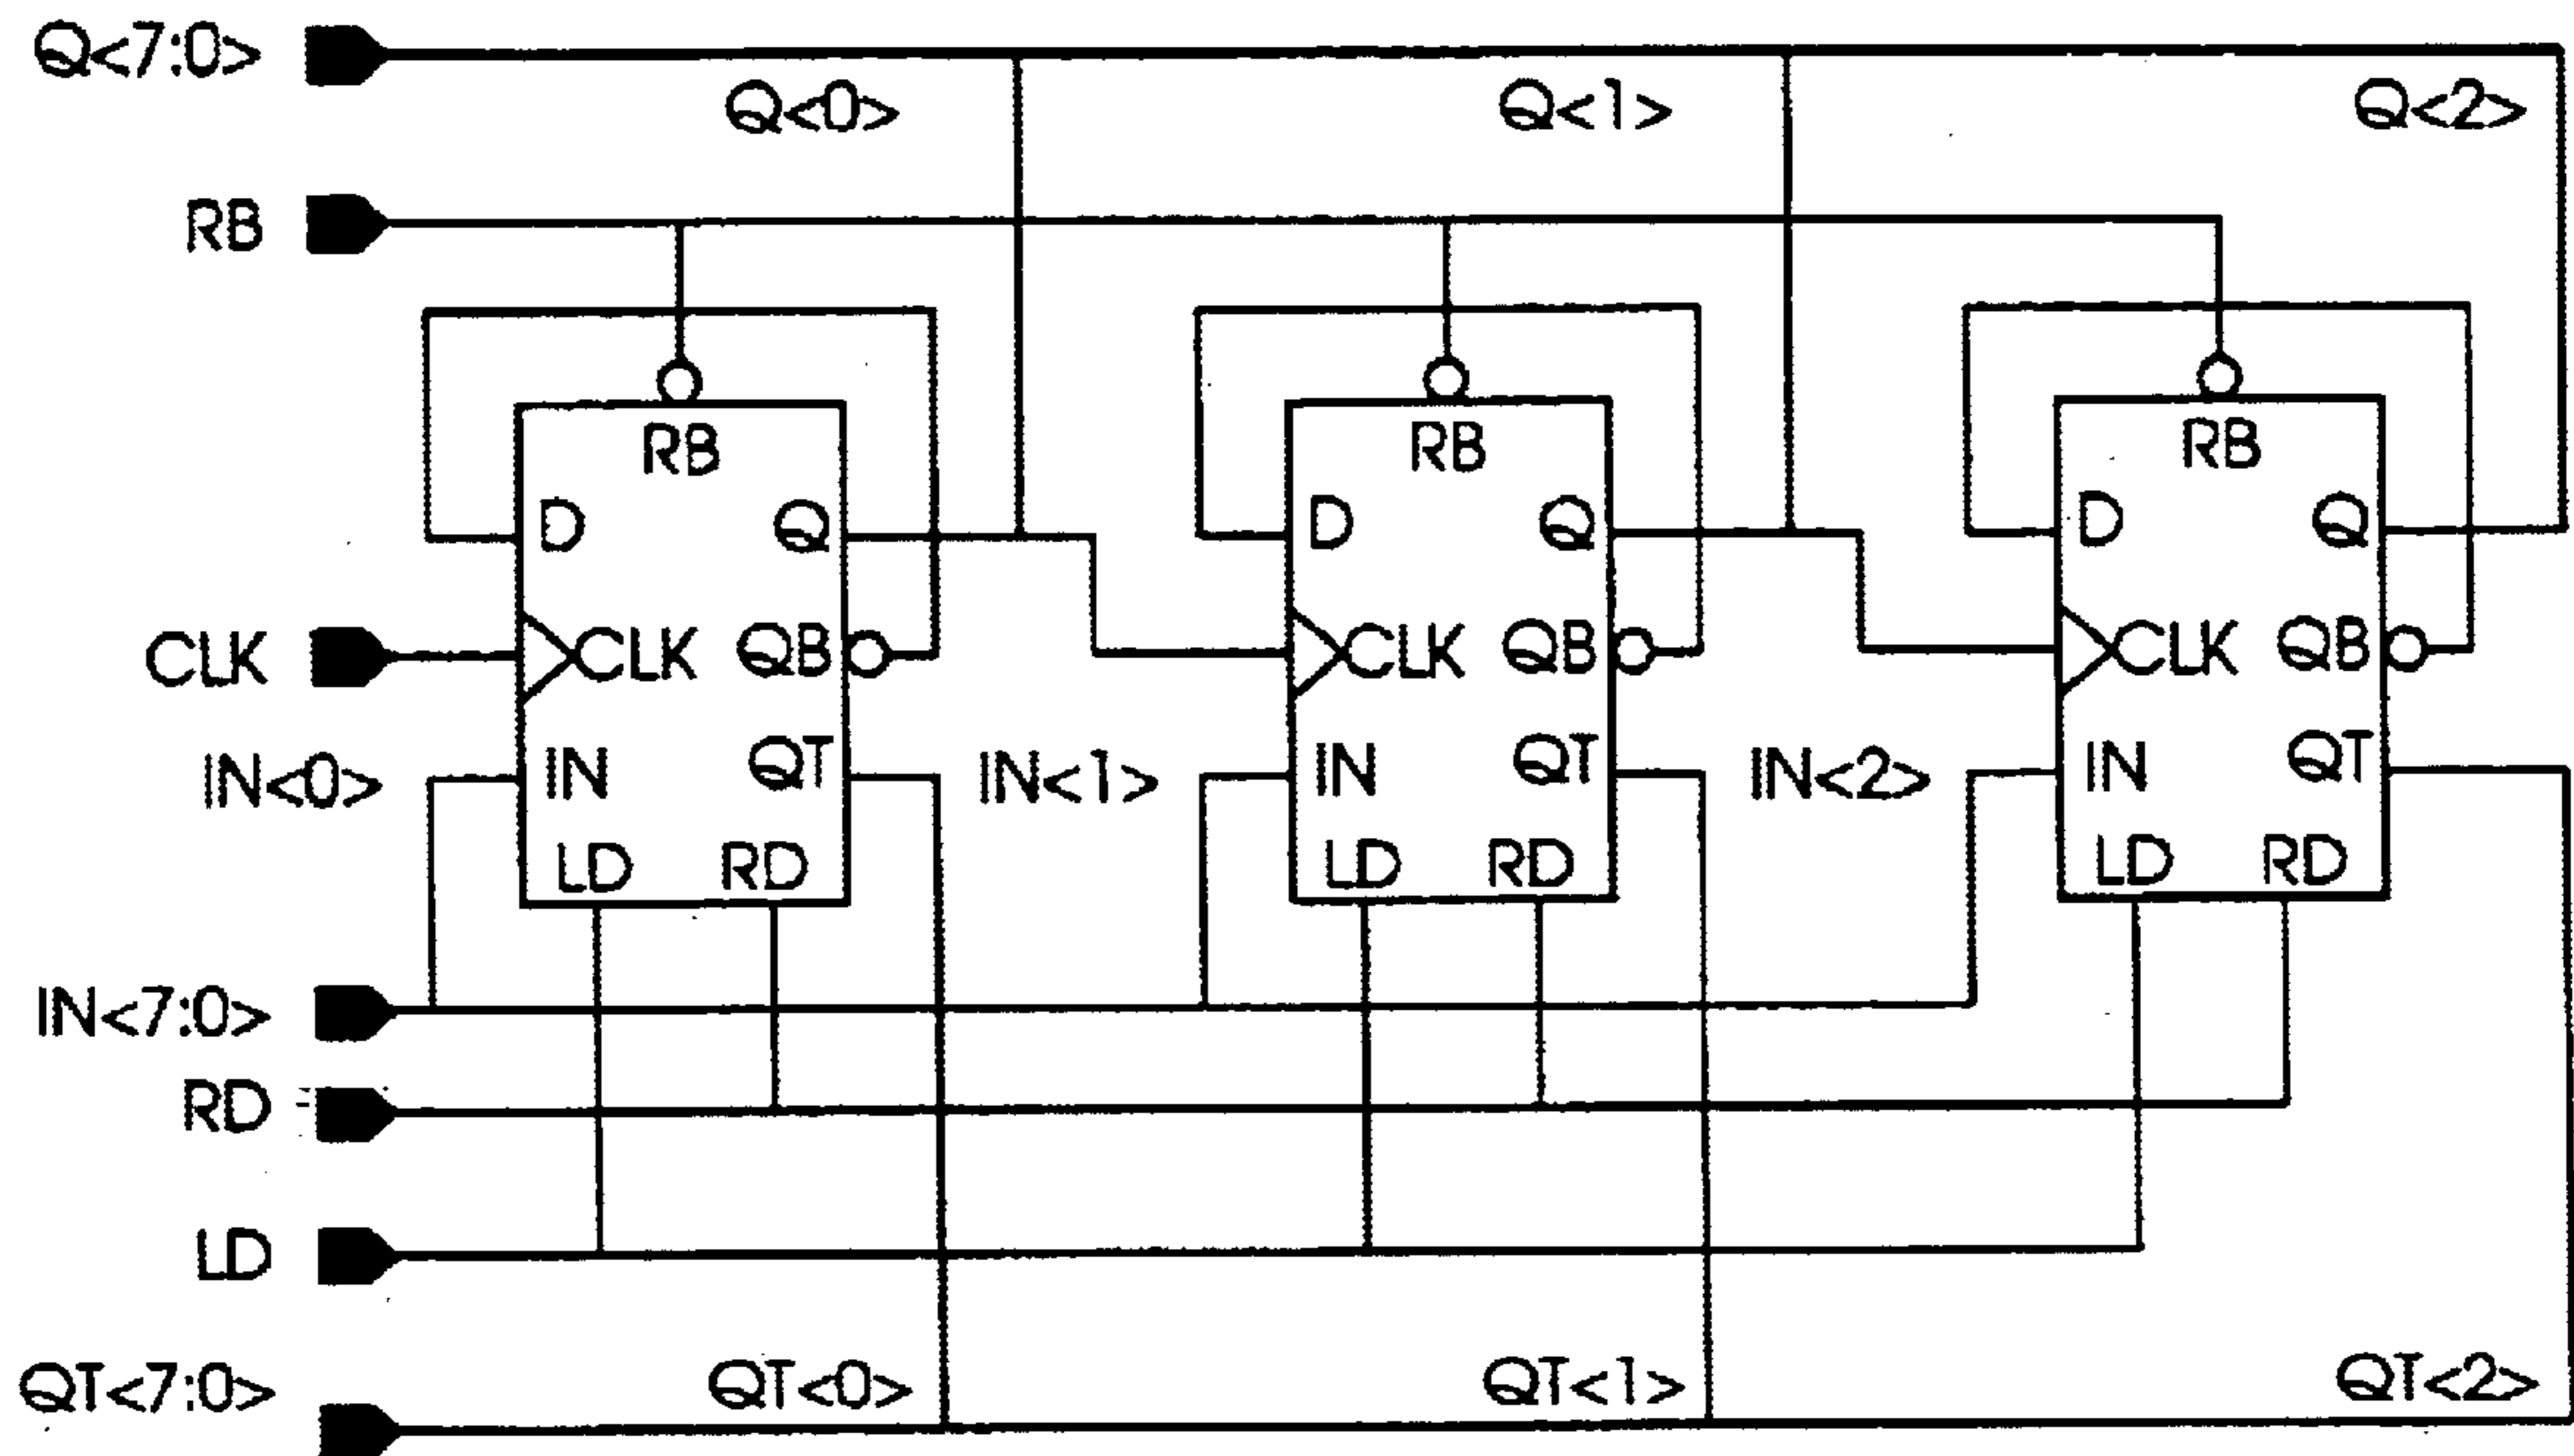 Q<7:0>
Q<0>
Q<1>
Q<2>
RB
RB
RB
RB
D
Q
D
Q
D
Q
CLK
CLK
QB
CLK
QB
CLK
QB
IN<0>
IN
QT
IN<1>
IN
QT
IN<2>
IN
QT
LD
RD
LD
RD
LD
RD
IN<7:0>
RD
LD
QT<7:0>
QT<0>
QT<1>
QT<2>